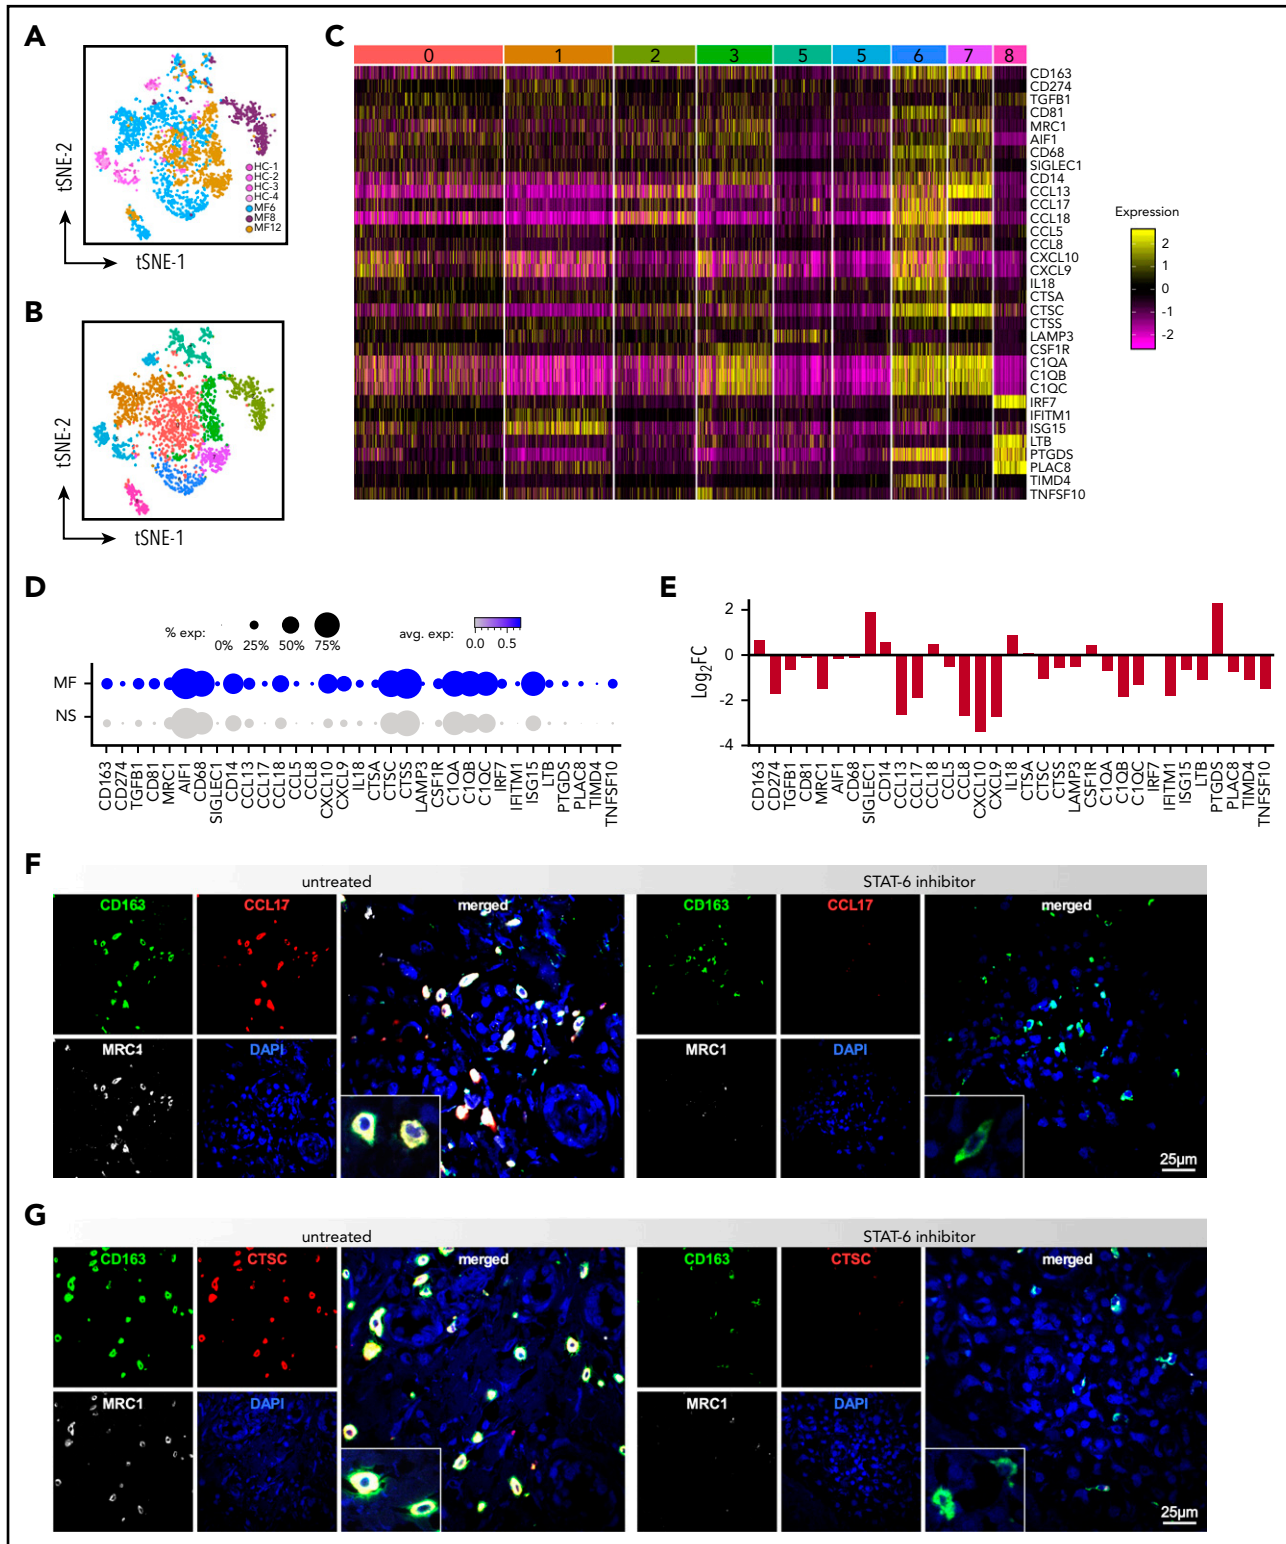 A
tSNE-2
tSNE-1
HC-1
HC-2
HC-3
HC-4
MF6
MF8
MF12
B
tSNE-2
tSNE-1
C
0 1 2 3 5 5 6 7 8
CD163
CD274
TGFB1
CD81
MRC1
AIF1
CD68
SIGLEC1
CD14
CCL13
CCL17
CCL18
CCL5
CCL8
CXCL10
CXCL9
IL18
CTSA
CTSC
CTSS
LAMP3
CSF1R
C1QA
C1QB
C1QC
IRF7
IFITM1
ISG15
LTB
PTGDS
PLAC8
TIMD4
TNFSF10
Expression
2
1
0
-1
-2
D
% exp:
0% 25% 50% 75%
avg. exp:
0.0 0.5
MF
NS
CD163
CD274
TGFB1
CD81
MRC1
AIF1
CD68
SIGLEC1
CD14
CCL13
CCL17
CCL18
CCL5
CCL8
CXCL10
CXCL9
IL18
CTSA
CTSC
CTSS
LAMP3
CSF1R
C1QA
C1QB
C1QC
IRF7
IFITM1
ISG15
LTB
PTGDS
PLAC8
TIMD4
TNFSF10
E
Log2FC
2
0
-2
-4
CD163
CD274
TGFB1
CD81
MRC1
AIF1
CD68
SIGLEC1
CD14
CCL13
CCL17
CCL18
CCL5
CCL8
CXCL10
CXCL9
IL18
CTSA
CTSC
CTSS
LAMP3
CSF1R
C1QA
C1QB
C1QC
IRF7
IFITM1
ISG15
LTB
PTGDS
PLAC8
TIMD4
TNFSF10
F
untreated
STAT-6 inhibitor
CD163
CCL17
merged
MRC1
DAPI
CD163
CCL17
merged
MRC1
DAPI
25µm
G
untreated
STAT-6 inhibitor
CD163
CTSC
merged
MRC1
DAPI
CD163
CTSC
merged
MRC1
DAPI
25µm